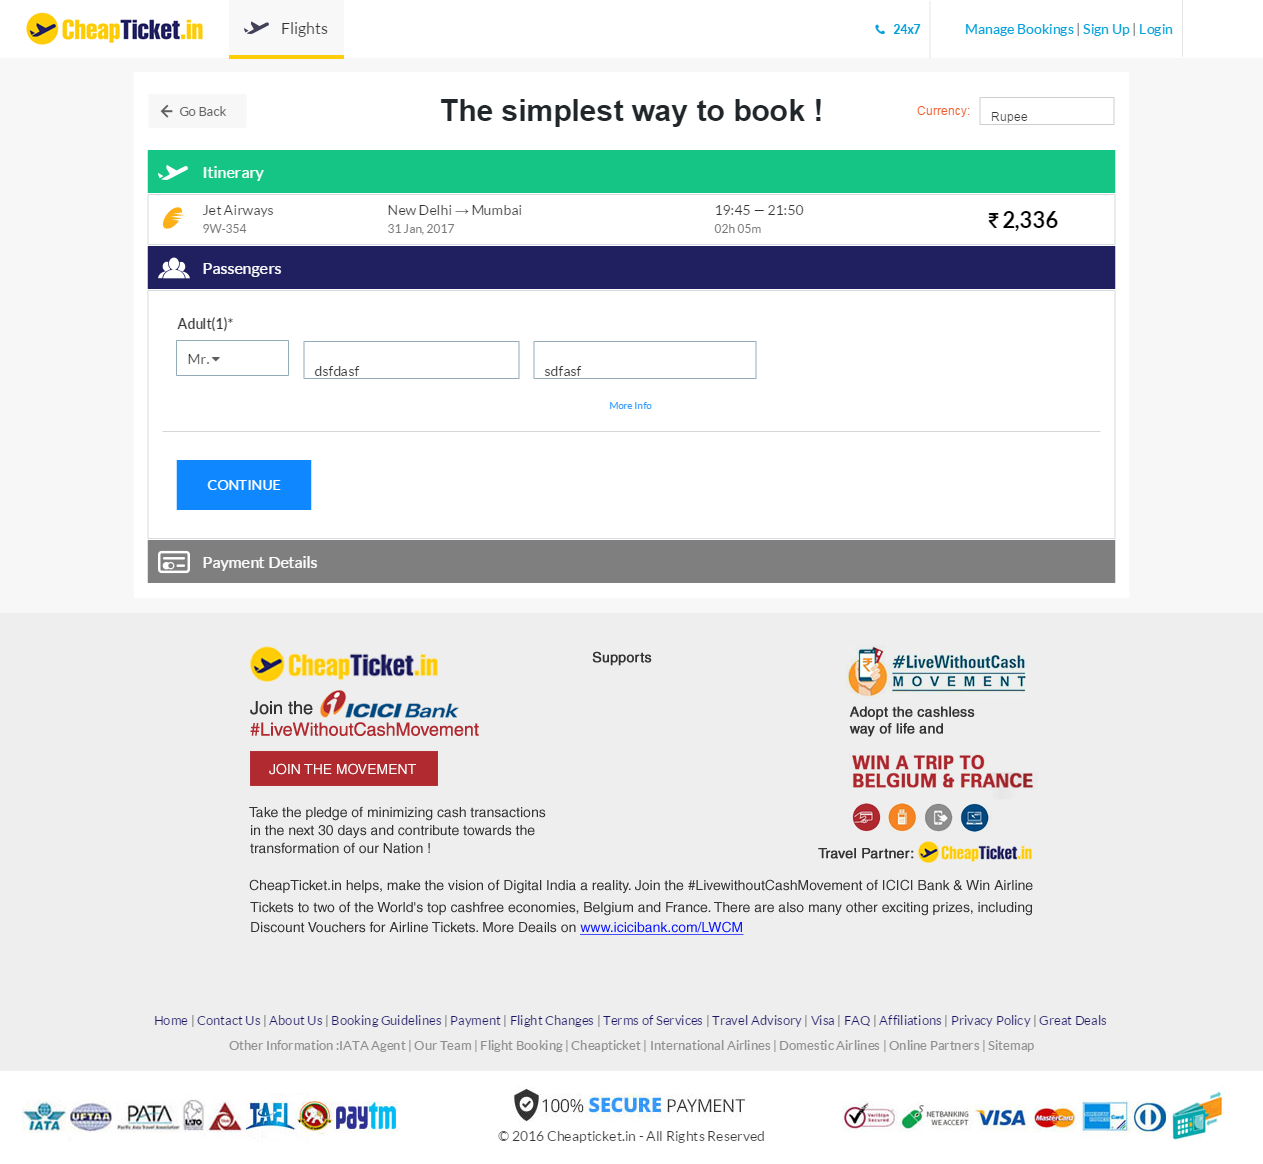 CheapTicket.in
Flights
24x7
Manage Bookings | Sign Up | Login
Go Back
The simplest way to book !
Currency:
Rupee
Itinerary
Jet Airways
New Delhi → Mumbai
19:45 — 21:50
₹ 2,336
9W-354
31 Jan, 2017
02h 05m
Passengers
Adult(1)*
Mr.
dsfdasf
sdfasf
More Info
CONTINUE
Payment Details
CheapTicket.in
Join the ICICI Bank
#LiveWithoutCashMovement
JOIN THE MOVEMENT
Take the pledge of minimizing cash transactions
in the next 30 days and contribute towards the
transformation of our Nation !
Supports
#LiveWithoutCash
MOVEMENT
Adopt the cashless
way of life and
WIN A TRIP TO
BELGIUM & FRANCE
Travel Partner: CheapTicket.in
CheapTicket.in helps, make the vision of Digital India a reality. Join the #LivewithoutCashMovement of ICICI Bank & Win Airline
Tickets to two of the World's top cashfree economies, Belgium and France. There are also many other exciting prizes, including
Discount Vouchers for Airline Tickets. More Deails on www.icicibank.com/LWCM
Home | Contact Us | About Us | Booking Guidelines | Payment | Flight Changes | Terms of Services | Travel Advisory | Visa | FAQ | Affiliations | Privacy Policy | Great Deals
Other Information :IATA Agent | Our Team | Flight Booking | Cheapticket | International Airlines | Domestic Airlines | Online Partners | Sitemap
IATA
UFTAA
PATA
Pacific Asia Travel Association
TAFI
paytm
100% SECURE PAYMENT
© 2016 Cheapticket.in - All Rights Reserved
VeriSign
Secured
NETBANKING
WE ACCEPT
VISA
MasterCard